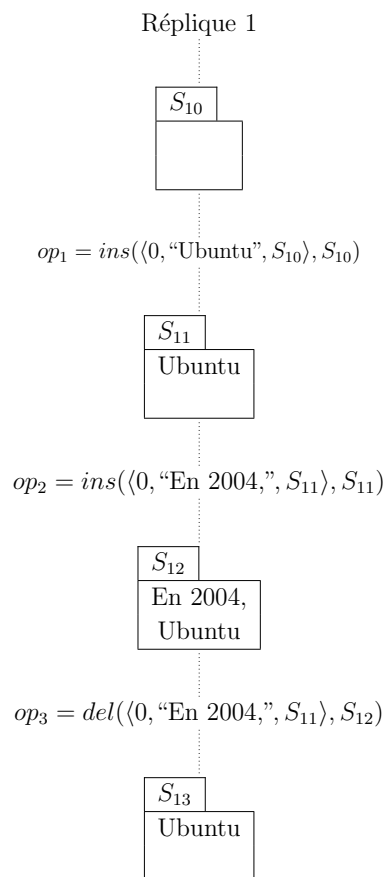 Réplique 1
S₁₀
op₁ = ins(⟨0, “Ubuntu”, S₁₀⟩, S₁₀)
S₁₁
Ubuntu
op₂ = ins(⟨0, “En 2004,”, S₁₁⟩, S₁₁)
S₁₂
En 2004,
Ubuntu
op₃ = del(⟨0, “En 2004,”, S₁₁⟩, S₁₂)
S₁₃
Ubuntu